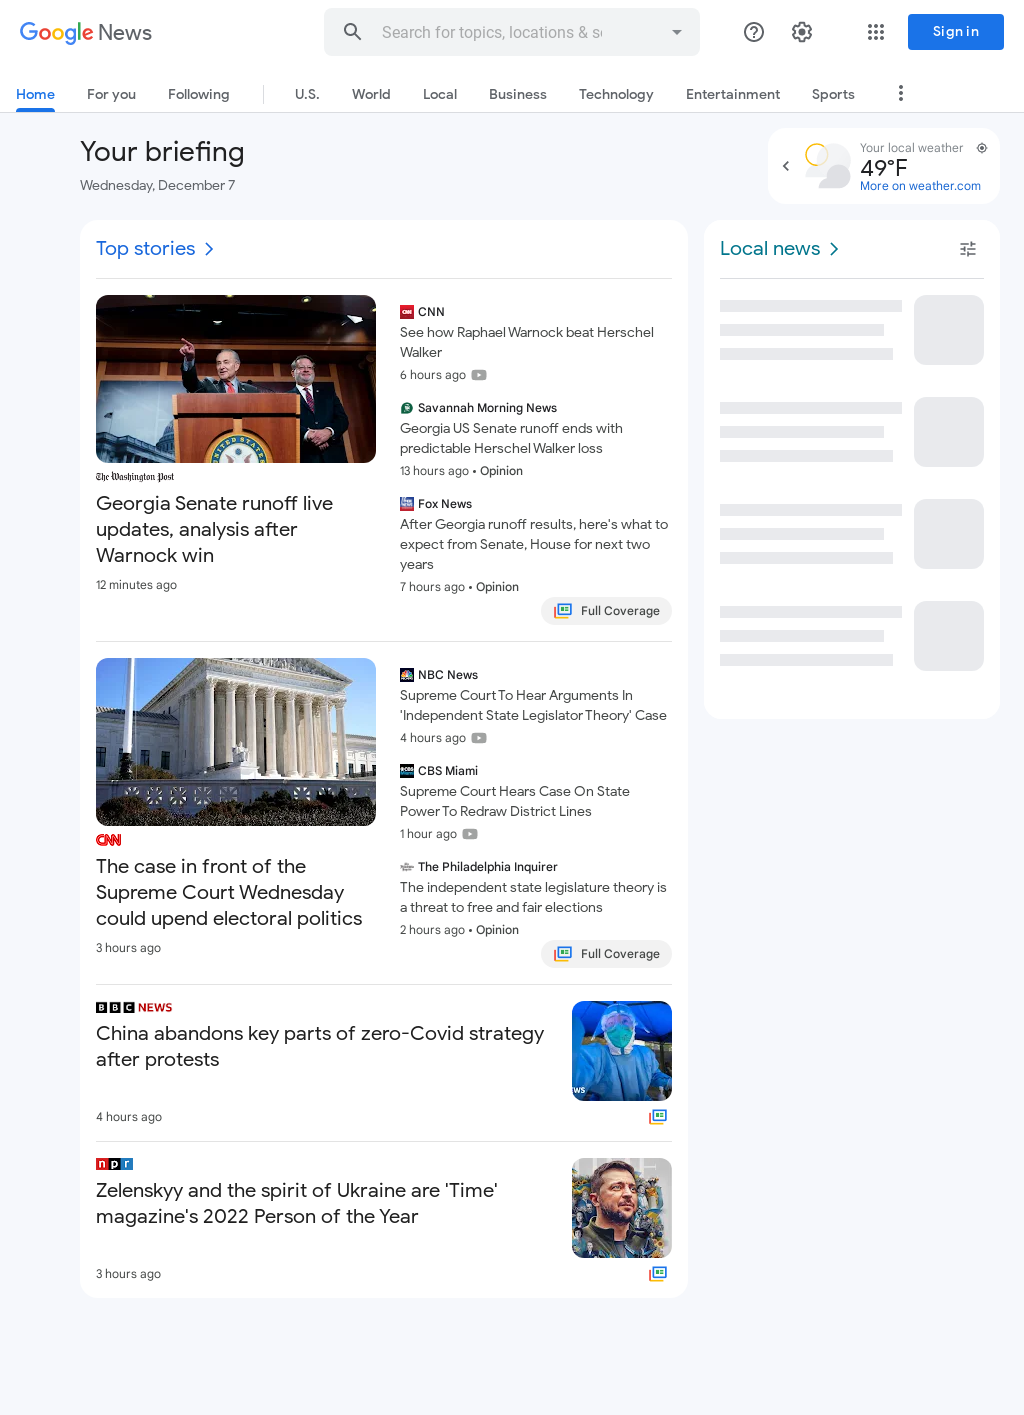 Google News
Search for topics, locations & s
Sign in
Home
For you
Following
U.S.
World
Local
Business
Technology
Entertainment
Sports
Your briefing
Wednesday, December 7
Your local weather
49°F
More on weather.com
Top stories
The Washington Post
Georgia Senate runoff live
updates, analysis after
Warnock win
12 minutes ago
CNN
See how Raphael Warnock beat Herschel
Walker
6 hours ago
Savannah Morning News
Georgia US Senate runoff ends with
predictable Herschel Walker loss
13 hours ago • Opinion
Fox News
After Georgia runoff results, here's what to
expect from Senate, House for next two
years
7 hours ago • Opinion
Full Coverage
CNN
The case in front of the
Supreme Court Wednesday
could upend electoral politics
3 hours ago
NBC News
Supreme Court To Hear Arguments In
'Independent State Legislator Theory' Case
4 hours ago
CBS Miami
Supreme Court Hears Case On State
Power To Redraw District Lines
1 hour ago
The Philadelphia Inquirer
The independent state legislature theory is
a threat to free and fair elections
2 hours ago • Opinion
Full Coverage
BBC NEWS
China abandons key parts of zero-Covid strategy
after protests
4 hours ago
npr
Zelenskyy and the spirit of Ukraine are 'Time'
magazine's 2022 Person of the Year
3 hours ago
Local news